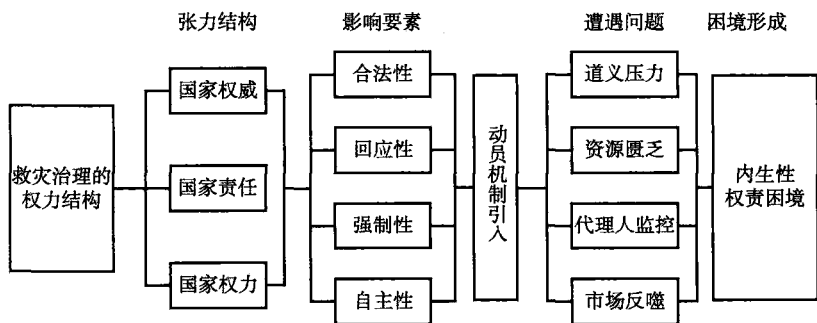 张力结构
影响要素
遭遇问题
困境形成
救灾治理的
权力结构
国家权威
国家责任
国家权力
合法性
回应性
强制性
自主性
动员机制引入
道义压力
资源匮乏
代理人监控
市场反噬
内生性
权责困境